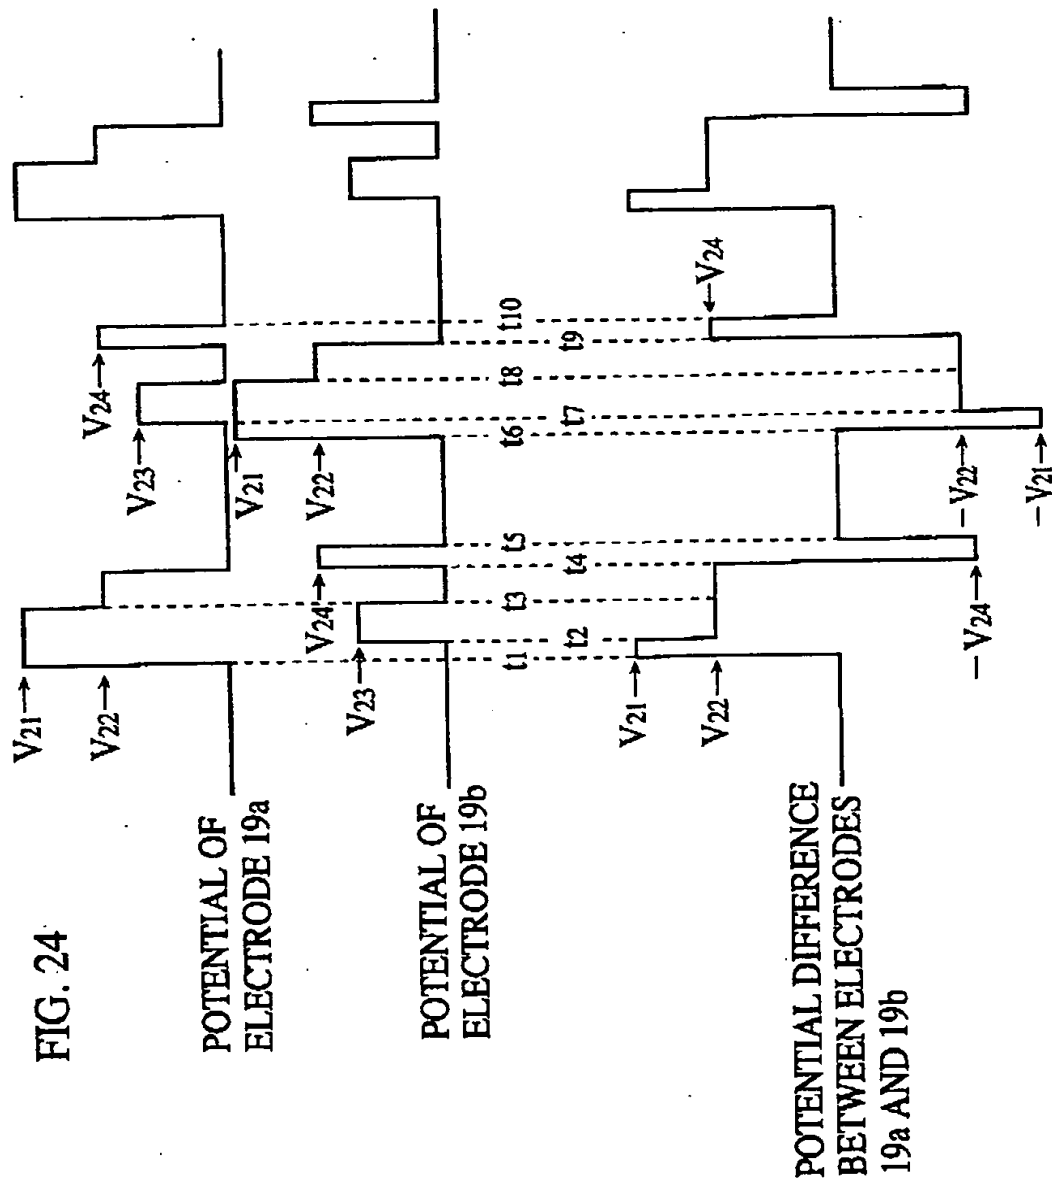 FIG. 24
POTENTIAL OF
ELECTRODE 19a
V21
V22
V23
V24
POTENTIAL OF
ELECTRODE 19b
V23
V24
V21
V22
t1
t2
t3
t4
t5
t6
t7
t8
t9
t10
POTENTIAL DIFFERENCE
BETWEEN ELECTRODES
19a AND 19b
V21
V22
– V24
– V22
– V21
V24